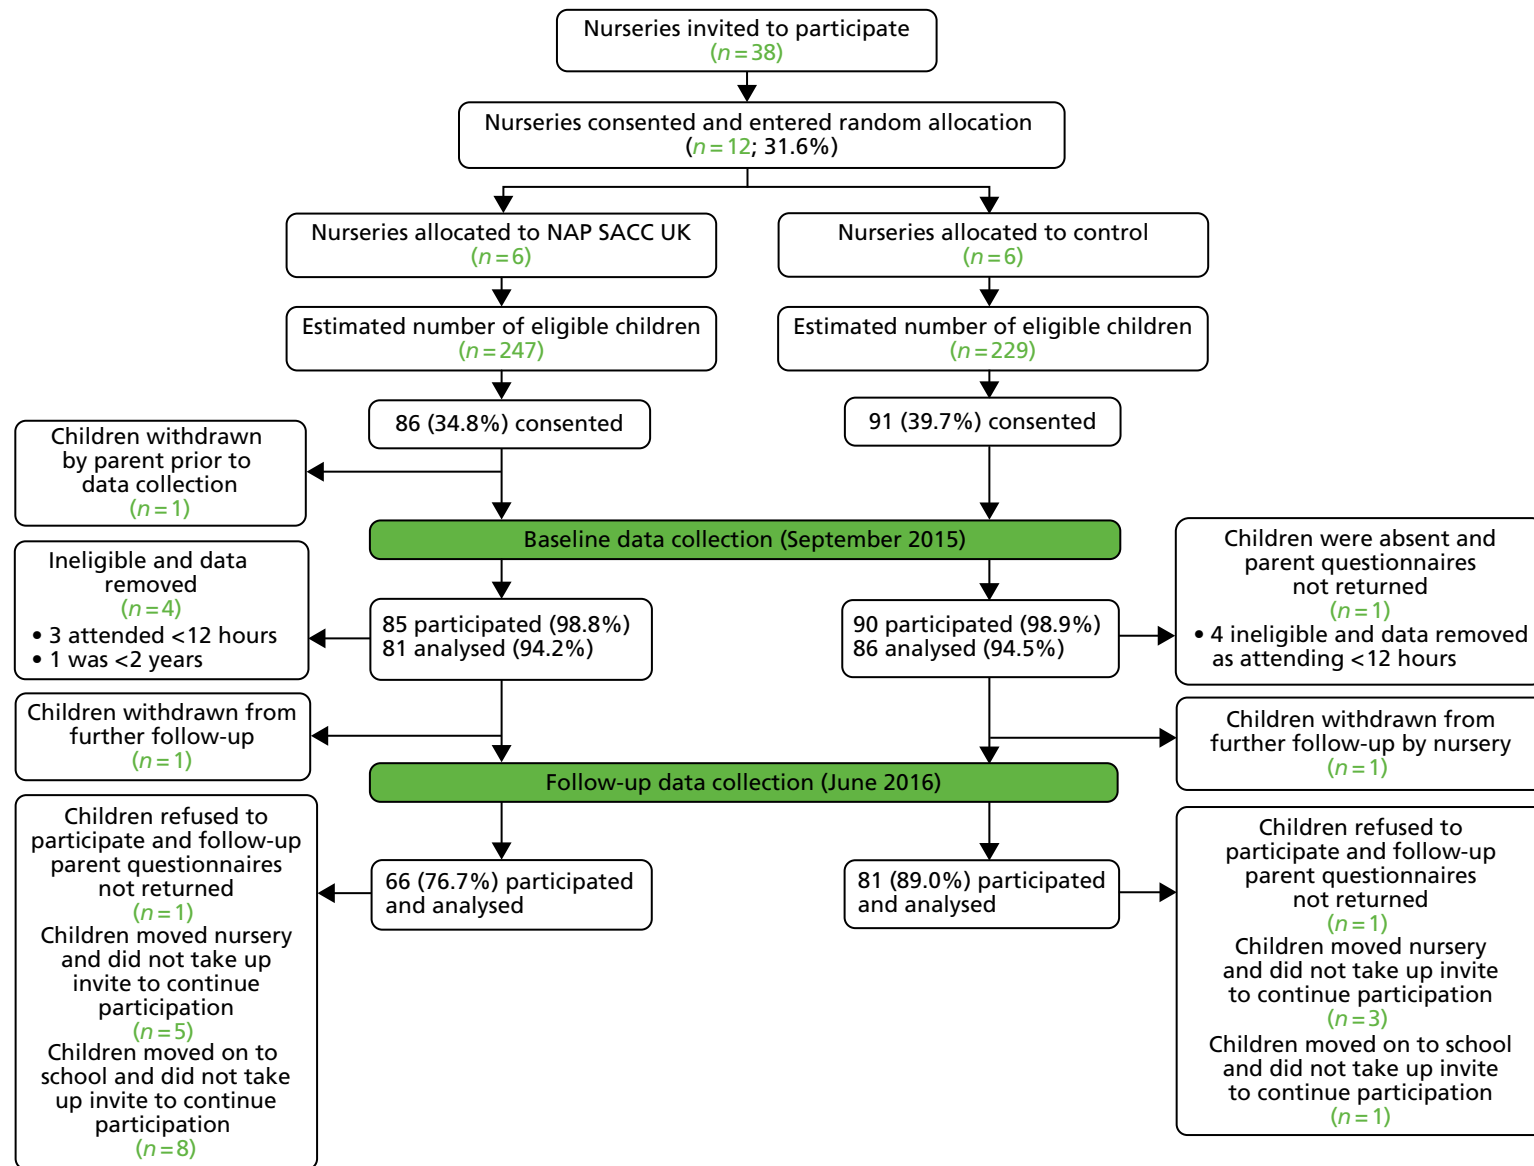 Nurseries invited to participate
(n = 38)
Nurseries consented and entered random allocation
(n = 12; 31.6%)
Nurseries allocated to NAP SACC UK
(n = 6)
Nurseries allocated to control
(n = 6)
Estimated number of eligible children
(n = 247)
Estimated number of eligible children
(n = 229)
86 (34.8%) consented
91 (39.7%) consented
Children withdrawn
by parent prior to
data collection
(n = 1)
Baseline data collection (September 2015)
Ineligible and data
removed
(n = 4)
• 3 attended <12 hours
• 1 was <2 years
85 participated (98.8%)
81 analysed (94.2%)
90 participated (98.9%)
86 analysed (94.5%)
Children were absent and
parent questionnaires
not returned
(n = 1)
• 4 ineligible and data removed
as attending <12 hours
Children withdrawn from
further follow-up
(n = 1)
Children withdrawn from
further follow-up by nursery
(n = 1)
Follow-up data collection (June 2016)
Children refused to
participate and follow-up
parent questionnaires
not returned
(n = 1)
Children moved nursery
and did not take up
invite to continue
participation
(n = 5)
Children moved on to
school and did not take
up invite to continue
participation
(n = 8)
66 (76.7%) participated
and analysed
81 (89.0%) participated
and analysed
Children refused to
participate and follow-up
parent questionnaires
not returned
(n = 1)
Children moved nursery
and did not take up invite
to continue participation
(n = 3)
Children moved on to school
and did not take up invite
to continue participation
(n = 1)